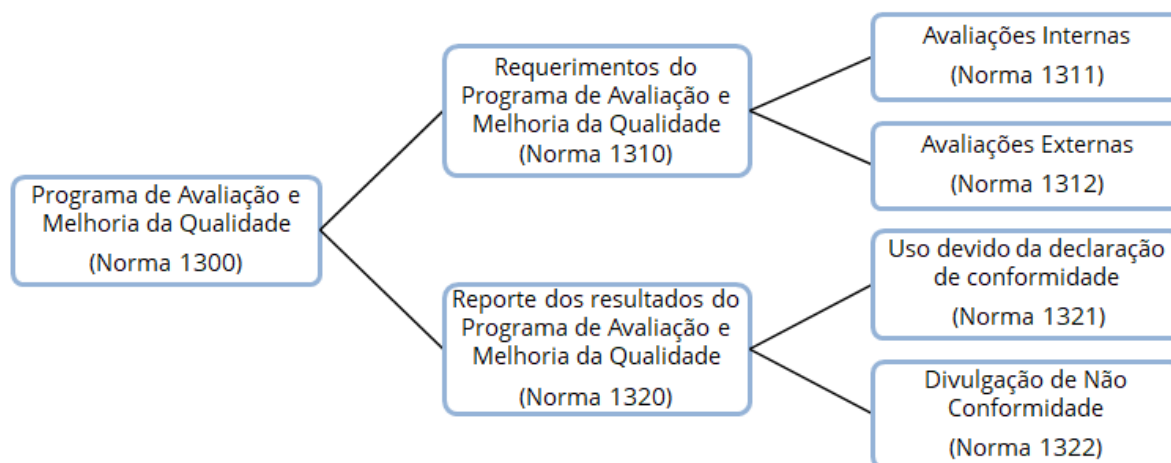 Programa de Avaliação e
Melhoria da Qualidade
(Norma 1300)
Requerimentos do
Programa de Avaliação e
Melhoria da Qualidade
(Norma 1310)
Avaliações Internas
(Norma 1311)
Avaliações Externas
(Norma 1312)
Reporte dos resultados do
Programa de Avaliação e
Melhoria da Qualidade
(Norma 1320)
Uso devido da declaração
de conformidade
(Norma 1321)
Divulgação de Não
Conformidade
(Norma 1322)